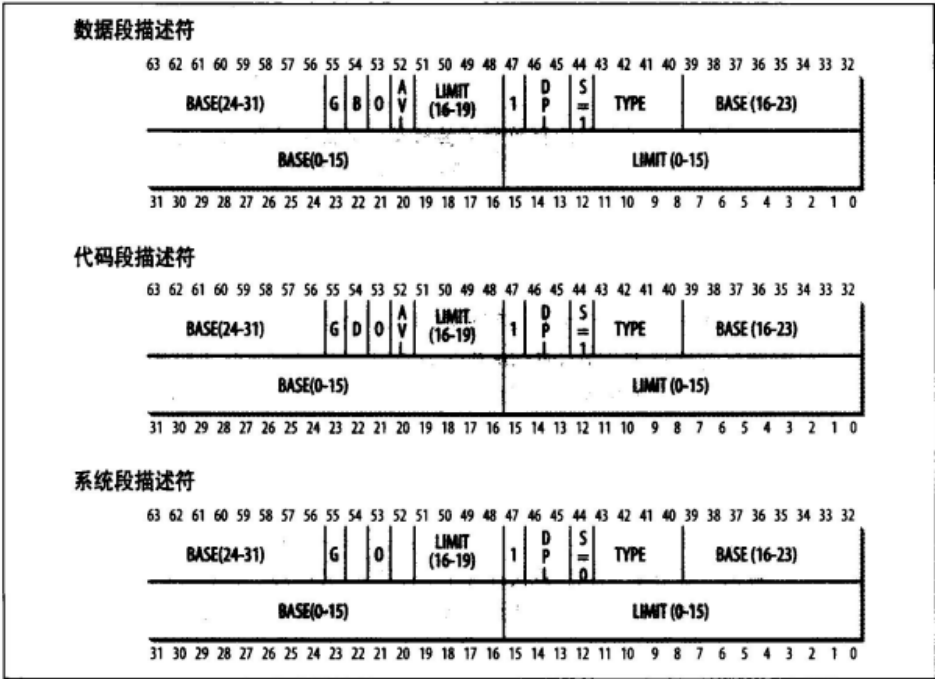 数据段描述符
63 62 61 60 59 58 57 56 55 54 53 52 51 50 49 48 47 46 45 44 43 42 41 40 39 38 37 36 35 34 33 32
BASE(24-31) G B 0 AVL LIMIT (16-19) 1 DPL S=1 TYPE BASE (16-23)
BASE(0-15) LIMIT (0-15)
31 30 29 28 27 26 25 24 23 22 21 20 19 18 17 16 15 14 13 12 11 10 9 8 7 6 5 4 3 2 1 0
代码段描述符
63 62 61 60 59 58 57 56 55 54 53 52 51 50 49 48 47 46 45 44 43 42 41 40 39 38 37 36 35 34 33 32
BASE(24-31) G D 0 AVL LIMIT (16-19) 1 DPL S=1 TYPE BASE (16-23)
BASE(0-15) LIMIT (0-15)
31 30 29 28 27 26 25 24 23 22 21 20 19 18 17 16 15 14 13 12 11 10 9 8 7 6 5 4 3 2 1 0
系统段描述符
63 62 61 60 59 58 57 56 55 54 53 52 51 50 49 48 47 46 45 44 43 42 41 40 39 38 37 36 35 34 33 32
BASE(24-31) G 0 LIMIT (16-19) 1 DPL S=0 TYPE BASE (16-23)
BASE(0-15) LIMIT (0-15)
31 30 29 28 27 26 25 24 23 22 21 20 19 18 17 16 15 14 13 12 11 10 9 8 7 6 5 4 3 2 1 0